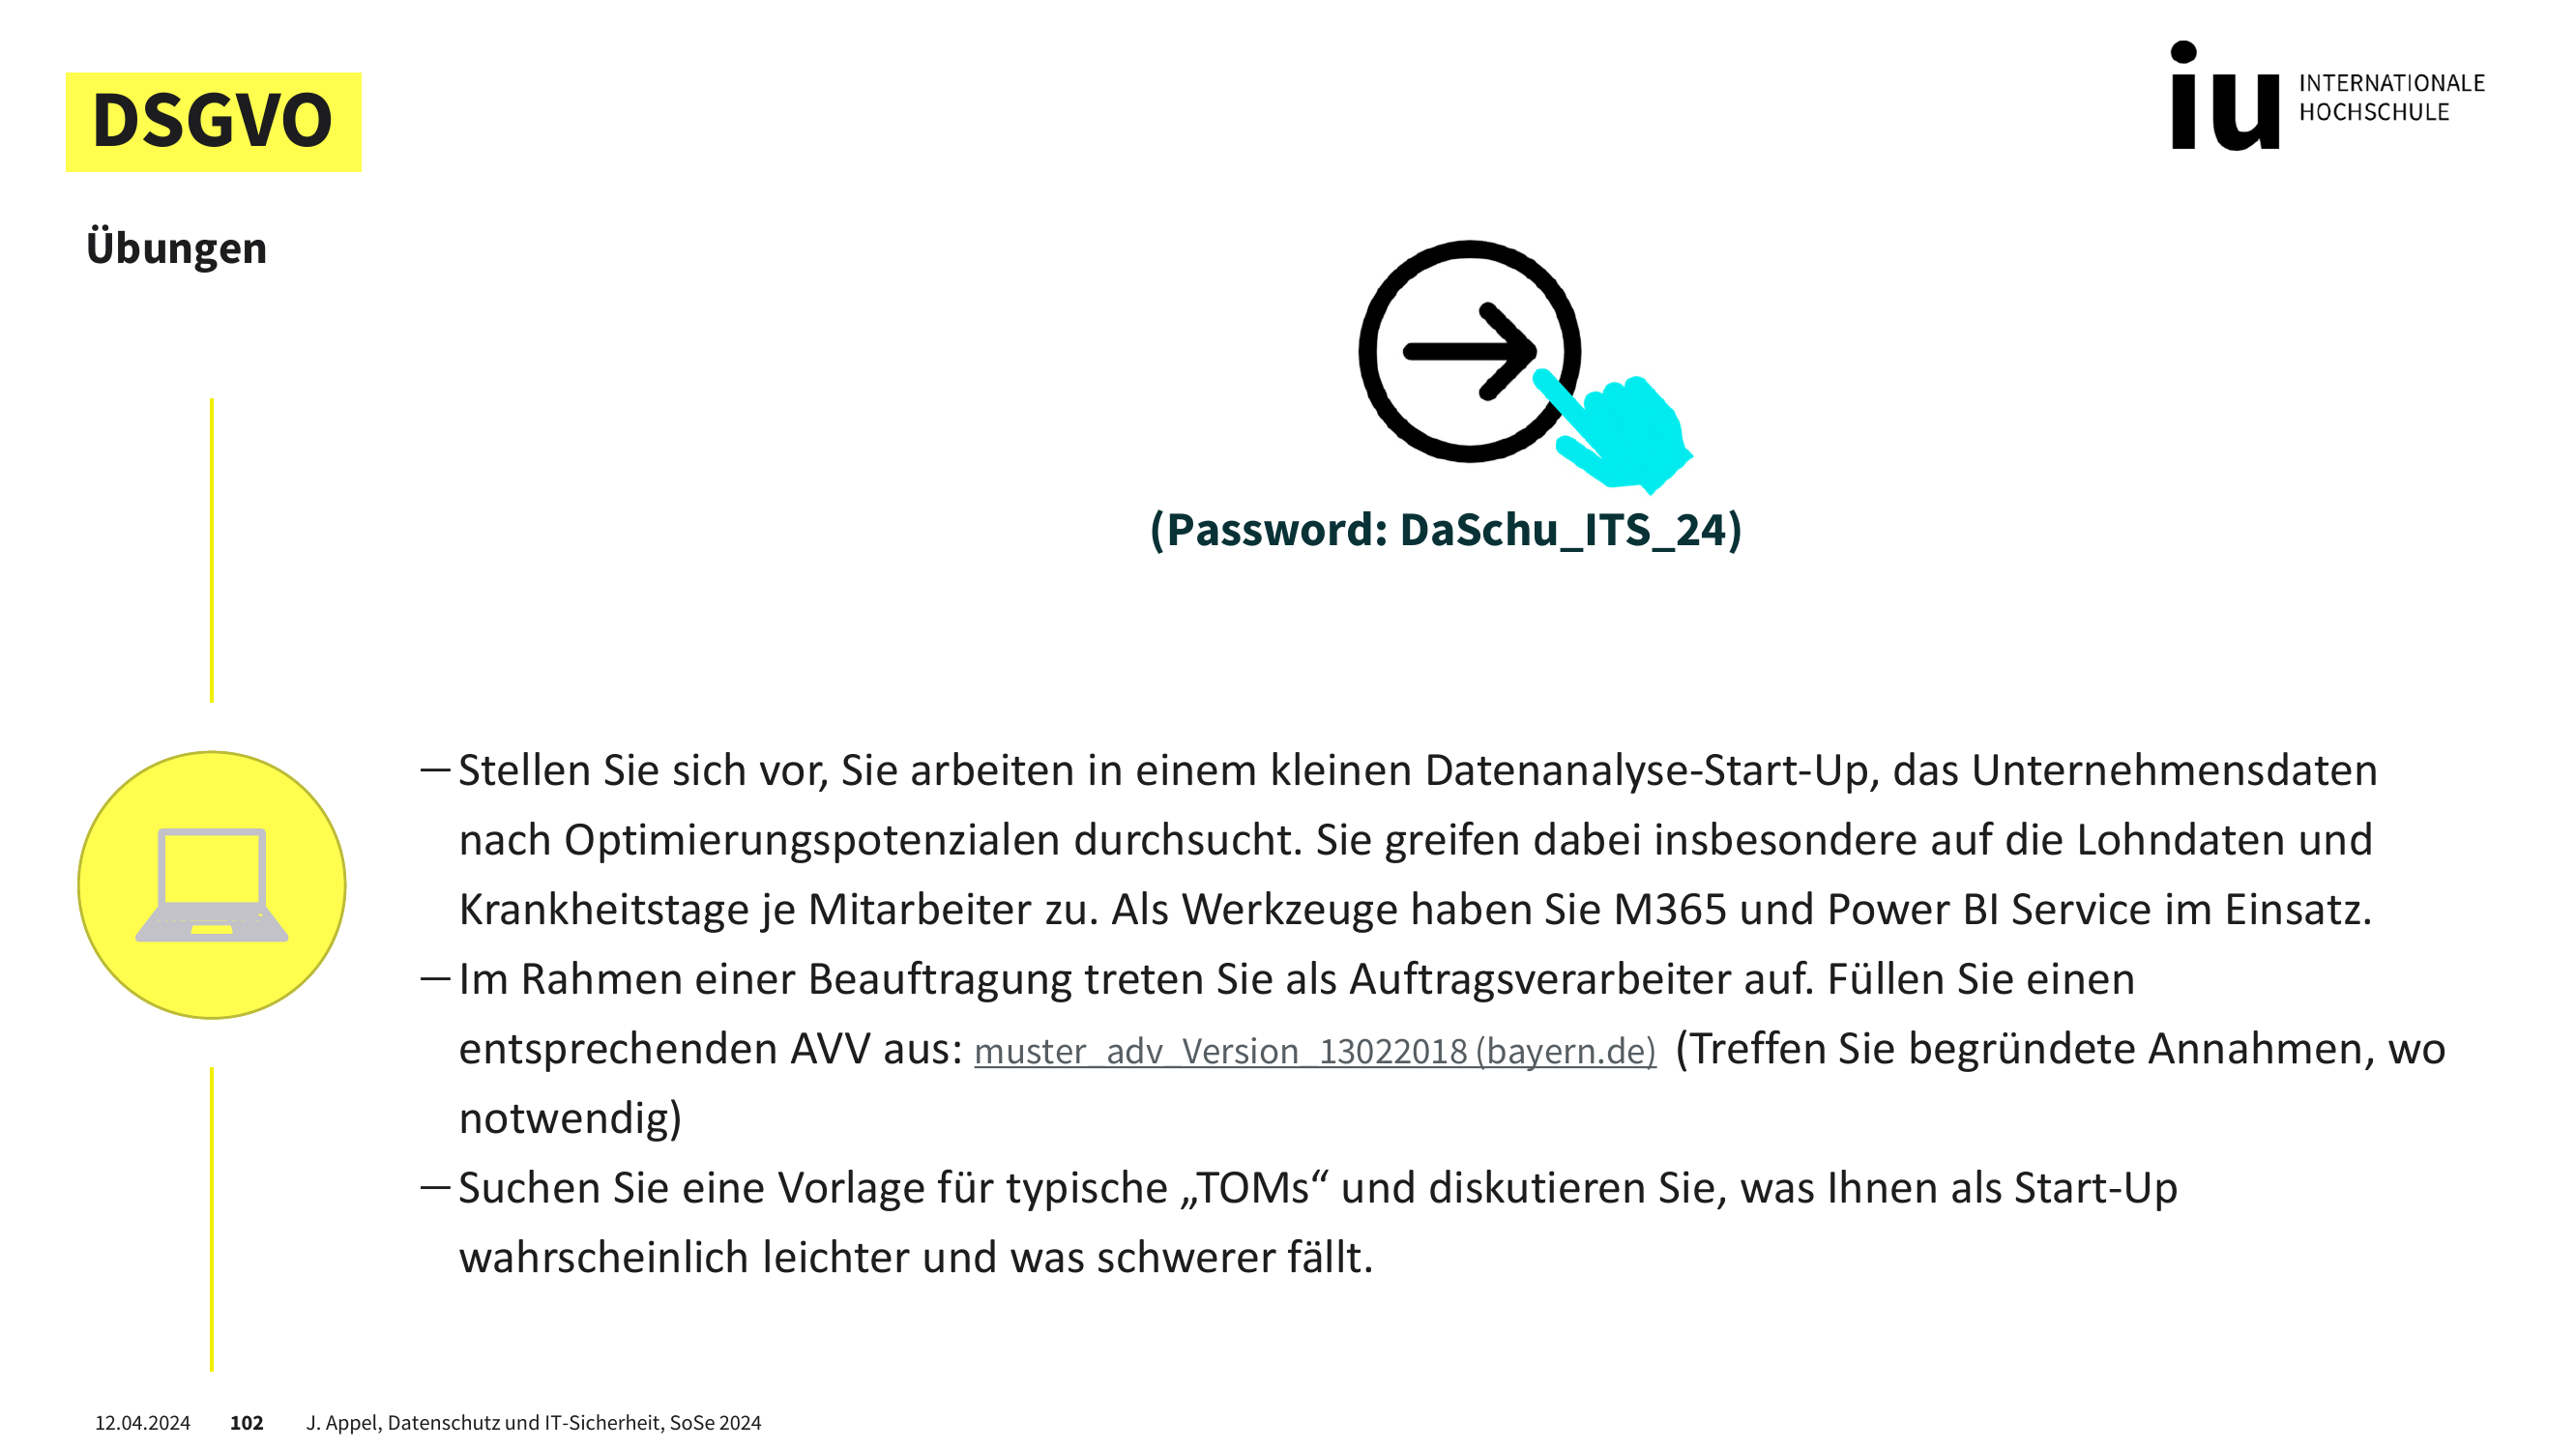 DSGVO
iu INTERNATIONALE
HOCHSCHULE
Übungen
(Password: DaSchu_ITS_24)
– Stellen Sie sich vor, Sie arbeiten in einem kleinen Datenanalyse-Start-Up, das Unternehmensdaten
nach Optimierungspotenzialen durchsucht. Sie greifen dabei insbesondere auf die Lohndaten und
Krankheitstage je Mitarbeiter zu. Als Werkzeuge haben Sie M365 und Power BI Service im Einsatz.
– Im Rahmen einer Beauftragung treten Sie als Auftragsverarbeiter auf. Füllen Sie einen
entsprechenden AVV aus: muster_adv_Version_13022018 (bayern.de) (Treffen Sie begründete Annahmen, wo
notwendig)
– Suchen Sie eine Vorlage für typische „TOMs“ und diskutieren Sie, was Ihnen als Start-Up
wahrscheinlich leichter und was schwerer fällt.
12.04.2024 102 J. Appel, Datenschutz und IT-Sicherheit, SoSe 2024